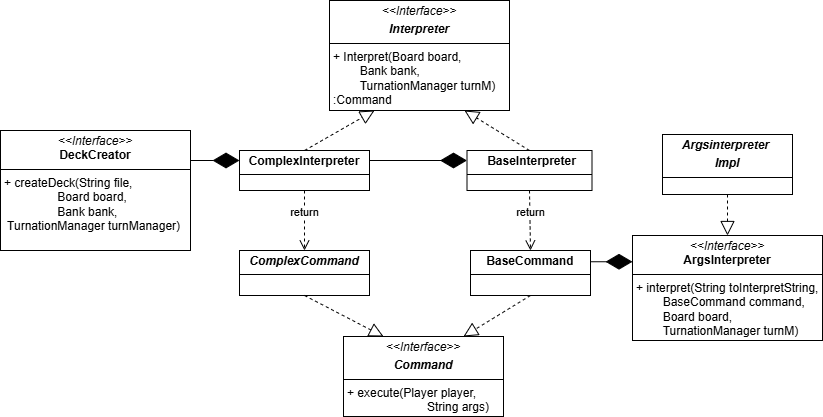 <<Interface>>
Interpreter
+ Interpret(Board board,
Bank bank,
TurnationManager turnM)
:Command
<<Interface>>
DeckCreator
+ createDeck(String file,
Board board,
Bank bank,
TurnationManager turnManager)
ComplexInterpreter
BaseInterpreter
Argsinterpreter
Impl
return
return
ComplexCommand
BaseCommand
<<Interface>>
ArgsInterpreter
+ interpret(String toInterpretString,
BaseCommand command,
Board board,
TurnationManager turnM)
<<Interface>>
Command
+ execute(Player player,
String args)